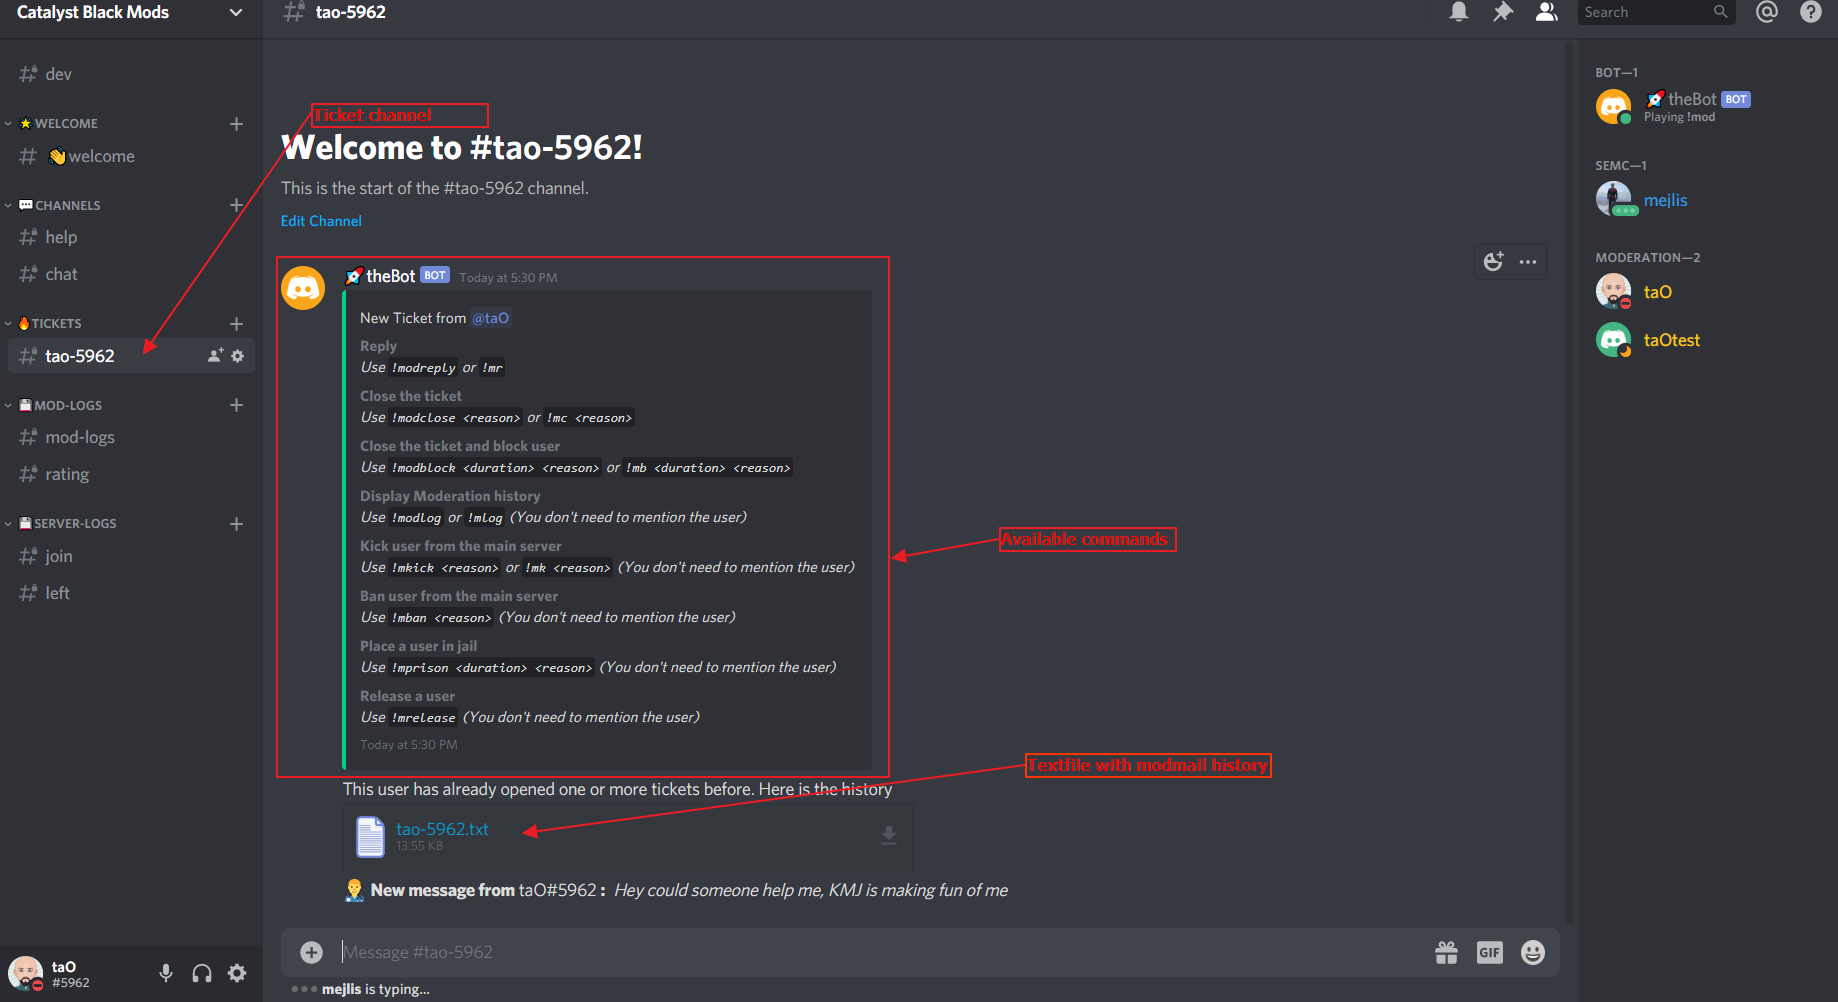 Catalyst Black Mods
dev
WELCOME
welcome
CHANNELS
help
chat
TICKETS
tao-5962
MOD-LOGS
mod-logs
rating
SERVER-LOGS
join
left
taO
#5962
tao-5962
Search
Ticket channel
Welcome to #tao-5962!
This is the start of the #tao-5962 channel.
Edit Channel
theBot BOT Today at 5:30 PM
New Ticket from @taO
Reply
Use !modreply or !mr
Close the ticket
Use !modclose <reason> or !mc <reason>
Close the ticket and block user
Use !modblock <duration> <reason> or !mb <duration> <reason>
Display Moderation history
Use !modlog or !mlog (You don't need to mention the user)
Kick user from the main server
Use !mkick <reason> or !mk <reason> (You don't need to mention the user)
Ban user from the main server
Use !mban <reason> (You don't need to mention the user)
Place a user in jail
Use !mprison <duration> <reason> (You don't need to mention the user)
Release a user
Use !mrelease (You don't need to mention the user)
Today at 5:30 PM
Available commands
Textfile with modmail history
This user has already opened one or more tickets before. Here is the history
tao-5962.txt
13.55 KB
New message from taO#5962 : Hey could someone help me, KMJ is making fun of me
Message #tao-5962
GIF
mejlis is typing...
BOT—1
theBot BOT
Playing !mod
SEMC—1
mejlis
MODERATION—2
taO
taOtest